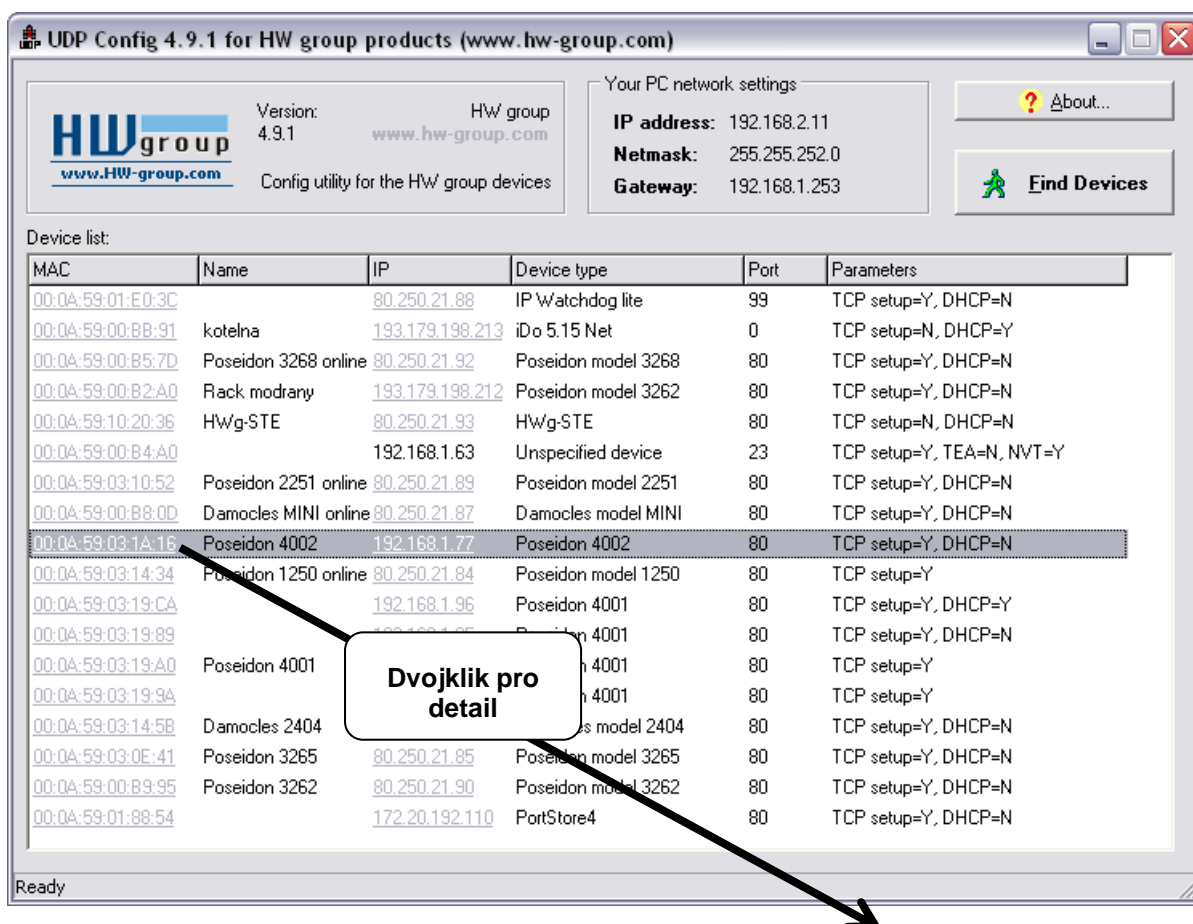 UDP Config 4.9.1 for HW group products (www.hw-group.com)
HWgroup
www.HW-group.com
Version: HW group
4.9.1 www.hw-group.com
Config utility for the HW group devices
Your PC network settings
IP address: 192.168.2.11
Netmask: 255.255.252.0
Gateway: 192.168.1.253
? About...
Find Devices
Device list:
MAC Name IP Device type Port Parameters
00:0A:59:01:E0:3C 80.250.21.88 IP Watchdog lite 99 TCP setup=Y, DHCP=N
00:0A:59:00:BB:91 kotelna 193.179.198.213 iDo 5.15 Net 0 TCP setup=N, DHCP=Y
00:0A:59:00:B5:7D Poseidon 3268 online 80.250.21.92 Poseidon model 3268 80 TCP setup=Y, DHCP=N
00:0A:59:00:B2:A0 Rack modrany 193.179.198.212 Poseidon model 3262 80 TCP setup=Y, DHCP=N
00:0A:59:10:20:36 HWg-STE 80.250.21.93 HWg-STE 80 TCP setup=N, DHCP=N
00:0A:59:00:B4:A0 192.168.1.63 Unspecified device 23 TCP setup=Y, TEA=N, NVT=Y
00:0A:59:03:10:52 Poseidon 2251 online 80.250.21.89 Poseidon model 2251 80 TCP setup=Y, DHCP=N
00:0A:59:00:B8:0D Damocles MINI online 80.250.21.87 Damocles model MINI 80 TCP setup=Y, DHCP=N
00:0A:59:03:1A:16 Poseidon 4002 192.168.1.77 Poseidon 4002 80 TCP setup=Y, DHCP=N
00:0A:59:03:14:34 Poseidon 1250 online 80.250.21.84 Poseidon model 1250 80 TCP setup=Y
00:0A:59:03:19:CA 192.168.1.96 Poseidon 4001 80 TCP setup=Y, DHCP=Y
00:0A:59:03:19:89 4001 80 TCP setup=Y, DHCP=N
00:0A:59:03:19:A0 Poseidon 4001 4001 80 TCP setup=Y
00:0A:59:03:19:9A 4001 80 TCP setup=Y
00:0A:59:03:14:5B Damocles 2404 model 2404 80 TCP setup=Y, DHCP=N
00:0A:59:03:0E:41 Poseidon 3265 80.250.21.85 Poseidon model 3265 80 TCP setup=Y, DHCP=N
00:0A:59:00:B9:95 Poseidon 3262 80.250.21.90 Poseidon model 3262 80 TCP setup=Y, DHCP=N
00:0A:59:01:88:54 172.20.192.110 PortStore4 80 TCP setup=Y, DHCP=N
Dvojklik pro
detail
Ready